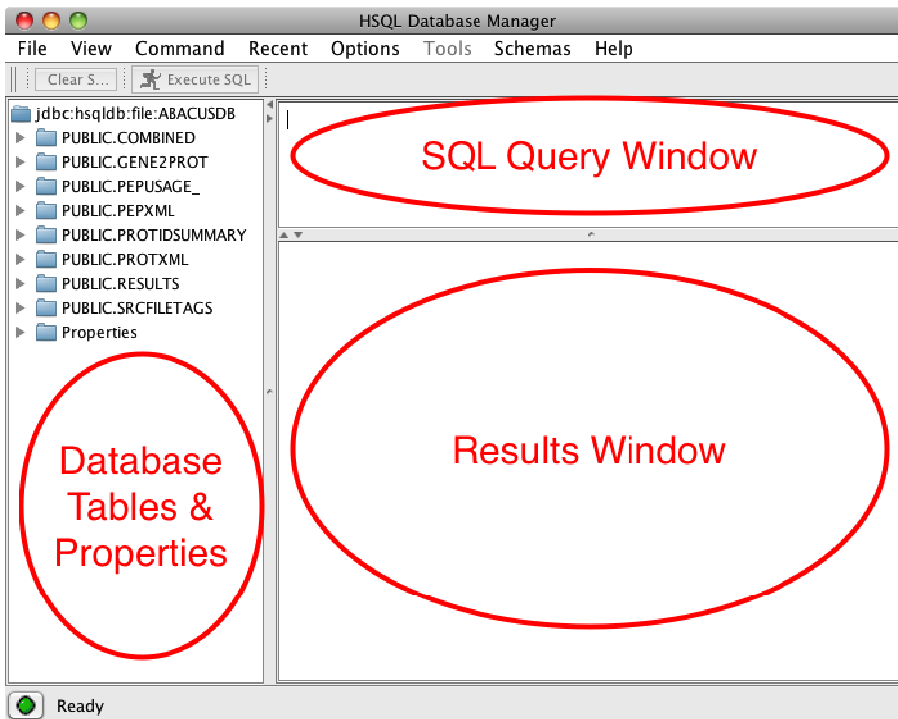 HSQL Database Manager
File View Command Recent Options Tools Schemas Help
Clear S... Execute SQL
jdbc:hsqldb:file:ABACUSDB
PUBLIC.COMBINED
PUBLIC.GENE2PROT
PUBLIC.PEPUSAGE_
PUBLIC.PEPXML
PUBLIC.PROTIDSUMMARY
PUBLIC.PROTXML
PUBLIC.RESULTS
PUBLIC.SRCFILETAGS
Properties
Database
Tables &
Properties
SQL Query Window
Results Window
Ready